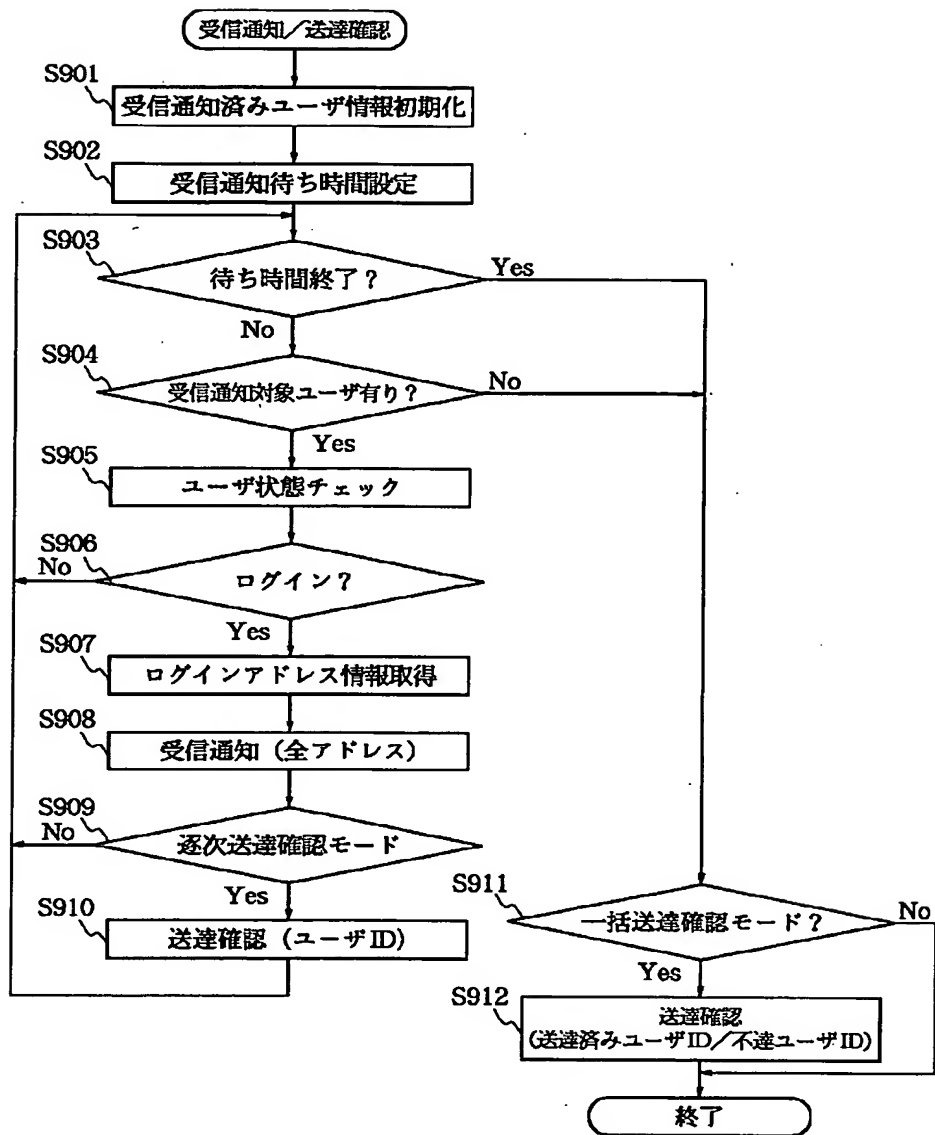 受信通知／送達確認
S901
受信通知済みユーザ情報初期化
S902
受信通知待ち時間設定
S903
待ち時間終了？
Yes
No
S904
受信通知対象ユーザ有り？
No
Yes
S905
ユーザ状態チェック
S906
ログイン？
No
Yes
S907
ログインアドレス情報取得
S908
受信通知（全アドレス）
S909
逐次送達確認モード
No
Yes
S910
送達確認（ユーザID）
S911
一括送達確認モード？
No
Yes
S912
送達確認
(送達済みユーザID／不達ユーザID)
終了